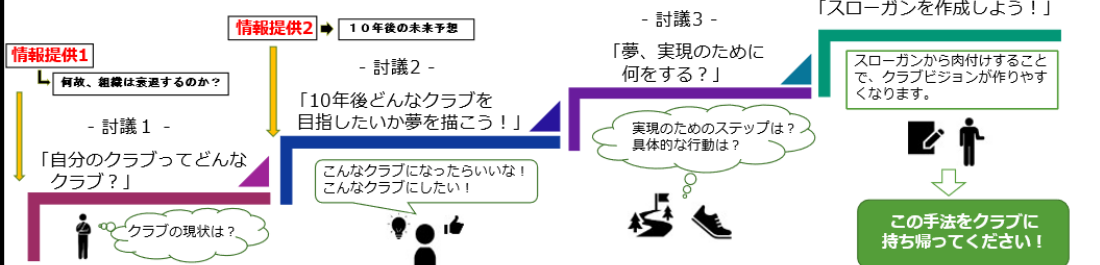 情報提供1
何故、組織は衰退するのか？
- 討議１ -
「自分のクラブってどんな
クラブ？」
クラブの現状は？
情報提供2
１０年後の未来予想
- 討議2 -
「10年後どんなクラブを
目指したいか夢を描こう！」
こんなクラブになったらいいな！
こんなクラブにしたい！
- 討議3 -
「夢、実現のために
何をする？」
実現のためのステップは？
具体的な行動は？
「スローガンを作成しよう！」
スローガンから肉付けすること
で、クラブビジョンが作りやす
くなります。
この手法をクラブに
持ち帰ってください！